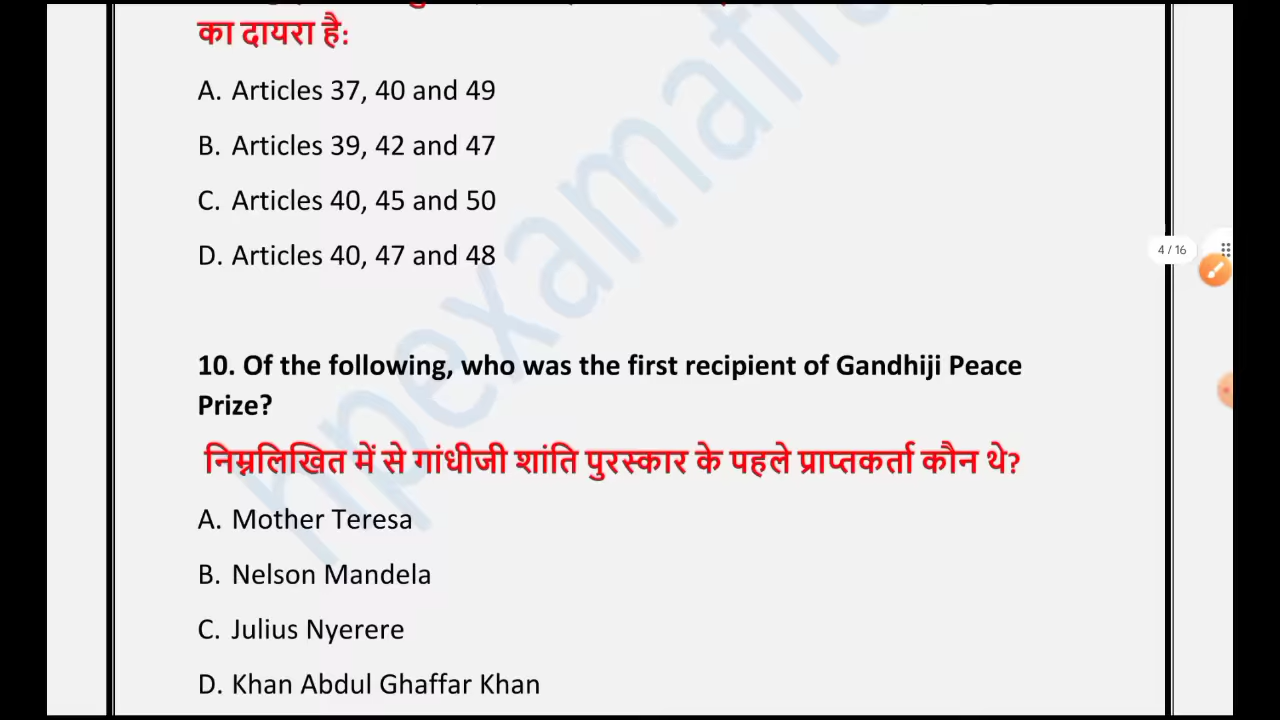 का दायरा है:
A. Articles 37, 40 and 49
B. Articles 39, 42 and 47
C. Articles 40, 45 and 50
D. Articles 40, 47 and 48
4 / 16
10. Of the following, who was the first recipient of Gandhiji Peace
Prize?
निम्नलिखित में से गांधीजी शांति पुरस्कार के पहले प्राप्तकर्ता कौन थे?
A. Mother Teresa
B. Nelson Mandela
C. Julius Nyerere
D. Khan Abdul Ghaffar Khan